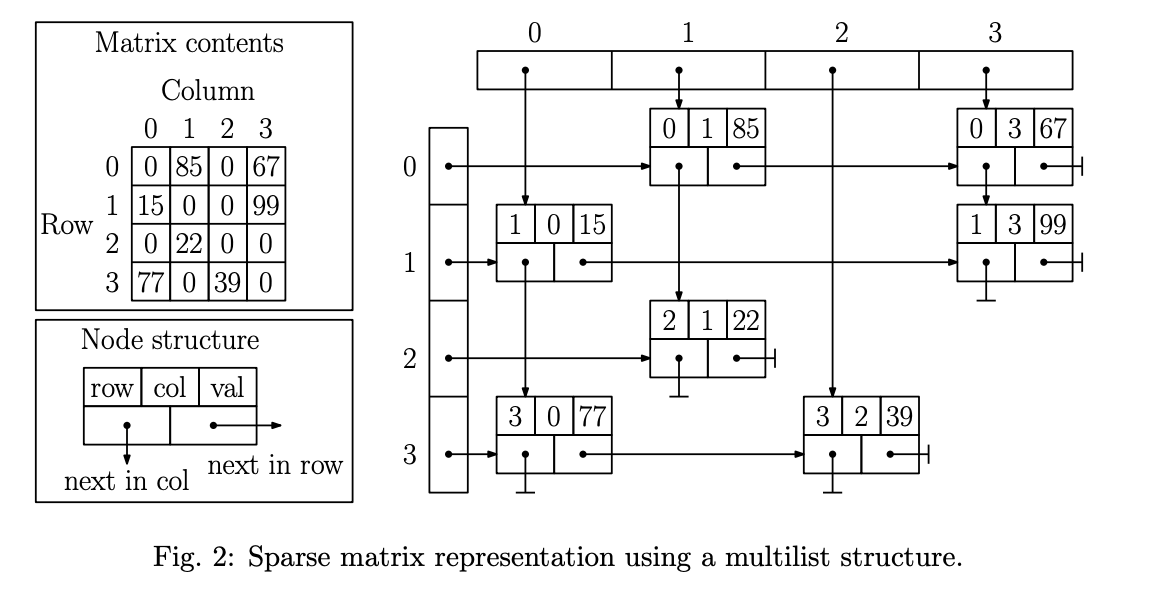 Matrix contents
Column
0 1 2 3
0 0 85 0 67
Row
1 15 0 0 99
2 0 22 0 0
3 77 0 39 0
Node structure
row col val
next in row
next in col
0 1 2 3
0
0 1 85
0 3 67
1
1 0 15
1 3 99
2
2 1 22
3
3 0 77
3 2 39
Fig. 2: Sparse matrix representation using a multilist structure.